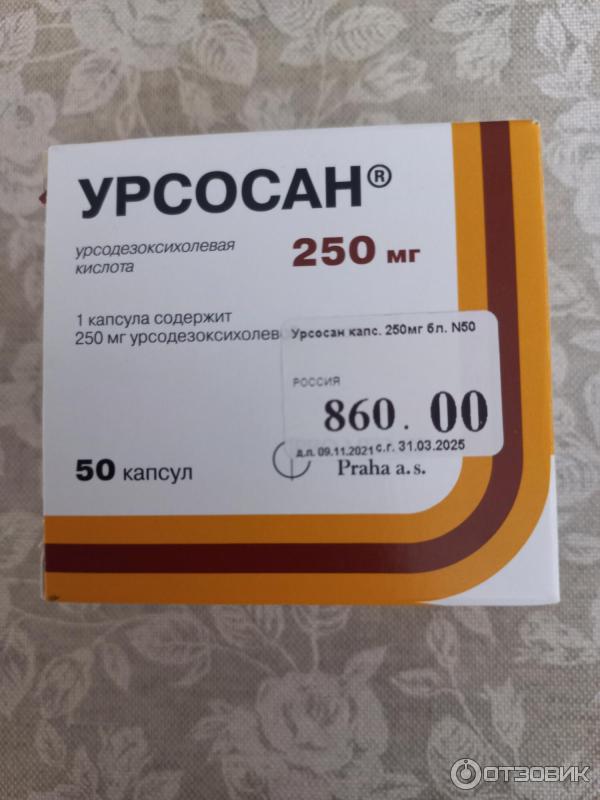 УРСОСАН®
урсодезоксихолевая
кислота
250 мг
1 капсула содержит
250 мг урсодезоксихолево
Урсосан капс. 250мг бл. N50
РОССИЯ
860. 00
д.п. 09.11.2021 с.г. 31.03.2025
50 капсул
Praha a.s.
ОТЗОВИК